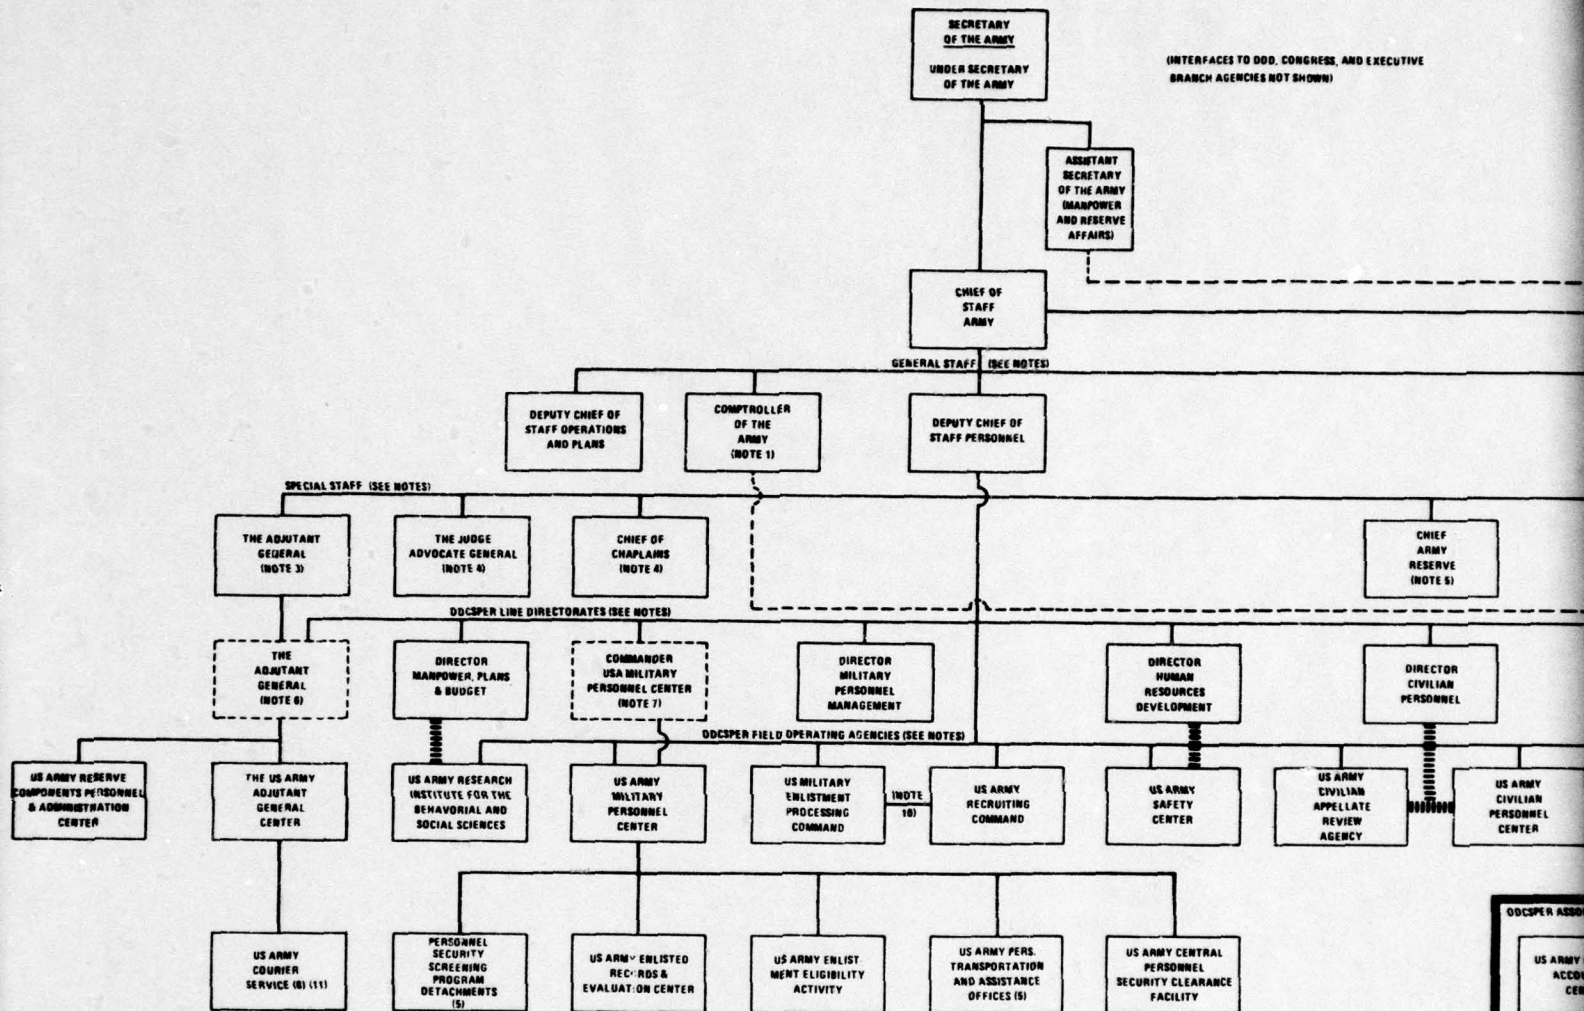 SECRETARY
OF THE ARMY
UNDER SECRETARY
OF THE ARMY
(INTERFACES TO DOD, CONGRESS, AND EXECUTIVE
BRANCH AGENCIES NOT SHOWN)
ASSISTANT
SECRETARY
OF THE ARMY
(MANPOWER
AND RESERVE
AFFAIRS)
CHIEF OF
STAFF
ARMY
GENERAL STAFF (SEE NOTES)
DEPUTY CHIEF OF
STAFF OPERATIONS
AND PLANS
COMPTROLLER
OF THE
ARMY
(NOTE 1)
DEPUTY CHIEF OF
STAFF PERSONNEL
SPECIAL STAFF (SEE NOTES)
THE ADJUTANT
GENERAL
(NOTE 3)
THE JUDGE
ADVOCATE GENERAL
(NOTE 4)
CHIEF OF
CHAPLAINS
(NOTE 4)
CHIEF
ARMY
RESERVE
(NOTE 5)
ODCSPER LINE DIRECTORATES (SEE NOTES)
THE
ADJUTANT
GENERAL
(NOTE 6)
DIRECTOR
MANPOWER, PLANS
& BUDGET
COMMANDER
USA MILITARY
PERSONNEL CENTER
(NOTE 7)
DIRECTOR
MILITARY
PERSONNEL
MANAGEMENT
DIRECTOR
HUMAN
RESOURCES
DEVELOPMENT
DIRECTOR
CIVILIAN
PERSONNEL
ODCSPER FIELD OPERATING AGENCIES (SEE NOTES)
US ARMY RESERVE
COMPONENTS PERSONNEL
& ADMINISTRATION
CENTER
THE US ARMY
ADJUTANT
GENERAL
CENTER
US ARMY RESEARCH
INSTITUTE FOR THE
BEHAVORIAL AND
SOCIAL SCIENCES
US ARMY
MILITARY
PERSONNEL
CENTER
US MILITARY
ENLISTMENT
PROCESSING
COMMAND
(NOTE
10)
US ARMY
RECRUITING
COMMAND
US ARMY
SAFETY
CENTER
US ARMY
CIVILIAN
APPELLATE
REVIEW
AGENCY
US ARMY
CIVILIAN
PERSONNEL
CENTER
US ARMY
COURIER
SERVICE (8) (11)
PERSONNEL
SECURITY
SCREENING
PROGRAM
DETACHMENTS
(5)
US ARMY ENLISTED
RECORDS &
EVALUATION CENTER
US ARMY ENLIST
MENT ELIGIBILITY
ACTIVITY
US ARMY PERS.
TRANSPORTATION
AND ASSISTANCE
OFFICES (5)
US ARMY CENTRAL
PERSONNEL
SECURITY CLEARANCE
FACILITY
ODCSPER
US ARMY